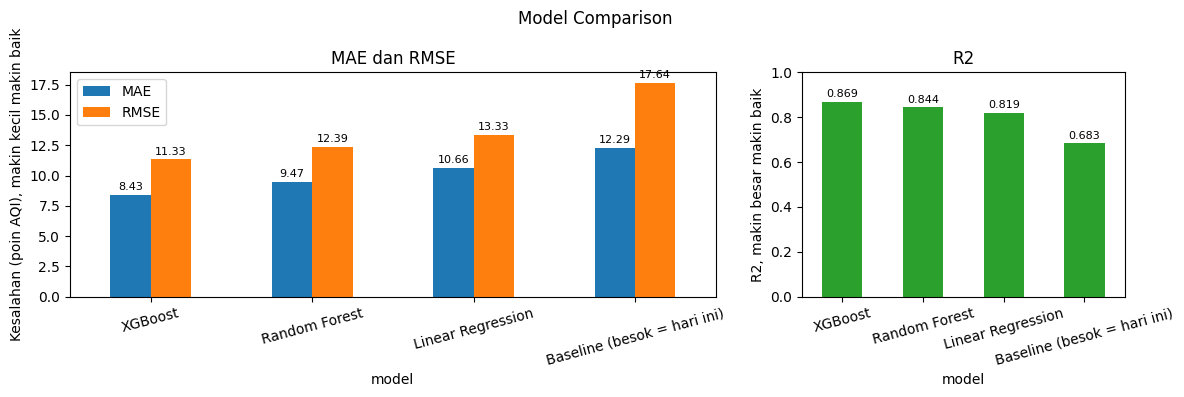 Model Comparison
MAE dan RMSE
Kesalahan (poin AQI), makin kecil makin baik
17.5
15.0
12.5
10.0
7.5
5.0
2.5
0.0
MAE
RMSE
8.43
11.33
9.47
12.39
10.66
13.33
12.29
17.64
XGBoost
Random Forest
Linear Regression
Baseline (besok = hari ini)
model
R2
R2, makin besar makin baik
1.0
0.8
0.6
0.4
0.2
0.0
0.869
0.844
0.819
0.683
XGBoost
Random Forest
Linear Regression
Baseline (besok = hari ini)
model